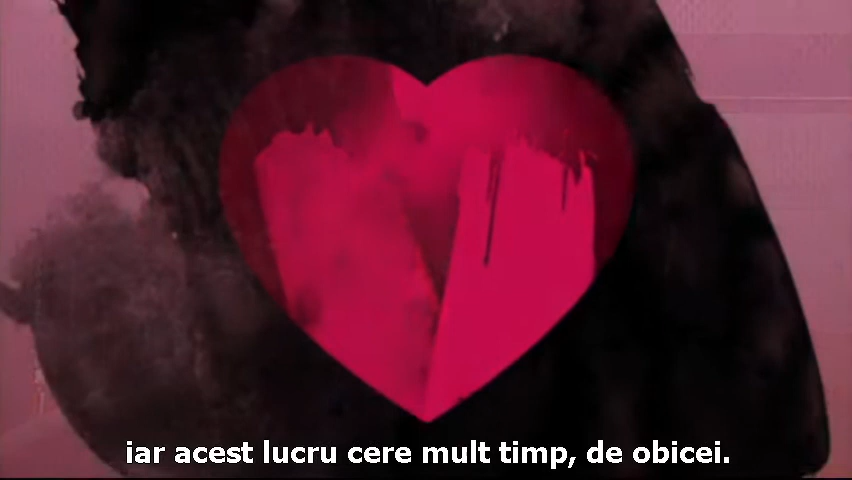 iar acest lucru cere mult timp, de obicei.